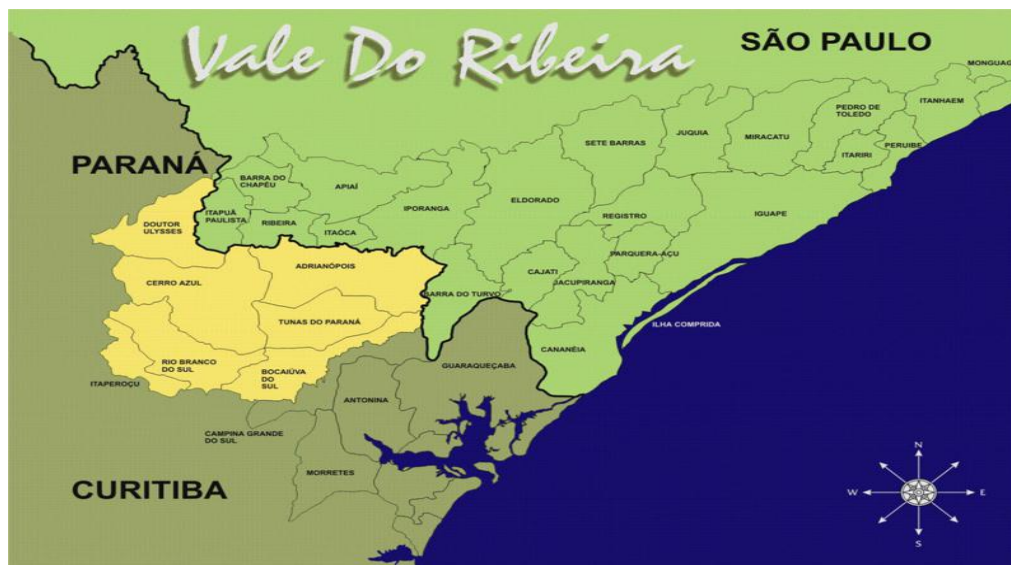 Vale Do Ribeira
SÃO PAULO
MONGUAG
ITANHAEM
PEDRO DE
TOLEDO
JUQUIA
MIRACATU
SETE BARRAS
PERUIBE
ITARIRI
PARANÁ
BARRA DO
CHAPÉU
APIAÍ
IPORANGA
ELDORADO
ITAPUÃ
PAULISTA
RIBEIRA
ITAÓCA
REGISTRO
IGUAPE
DOUTOR
ULYSSES
ADRIANÓPOIS
PARQUERA-AÇU
CAJATI
JACUPIRANGA
CERRO AZUL
BARRA DO TURVO
TUNAS DO PARANÁ
ILHA COMPRIDA
CANANÉIA
RIO BRANCO
DO SUL
BOCAIÚVA
DO
SUL
GUARAQUEÇABA
ITAPEROÇU
ANTONINA
CAMPINA GRANDE
DO SUL
MORRETES
CURITIBA
N
W
E
S